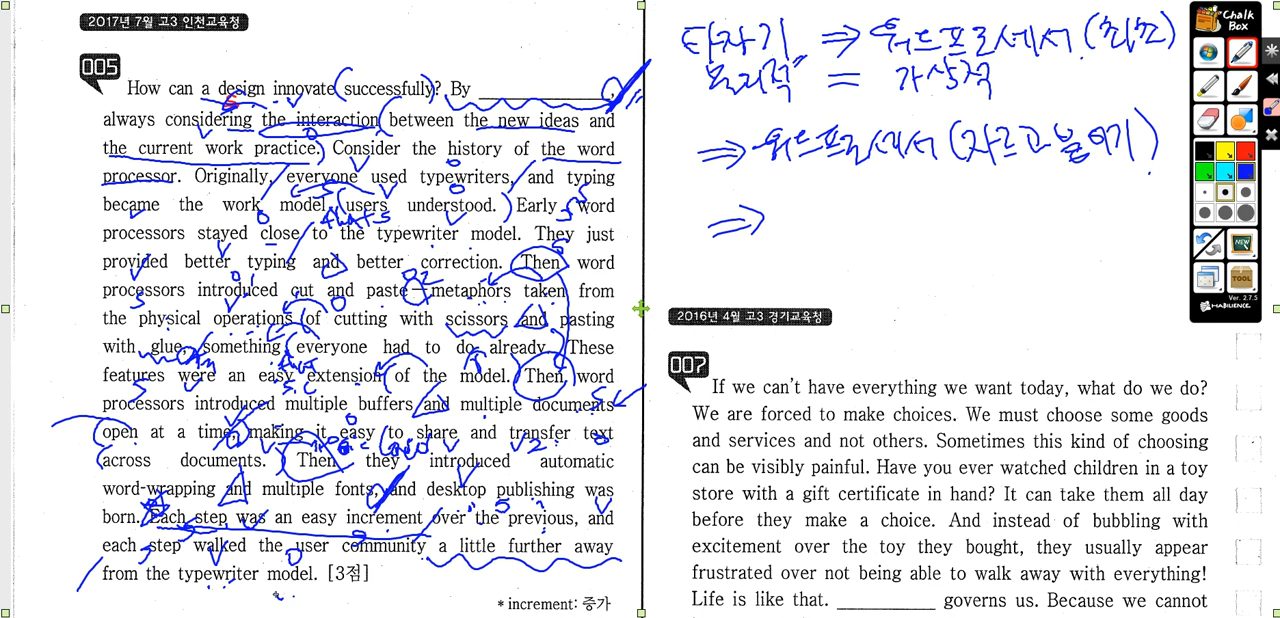 2017년 7월 고3 인천교육청
005
How can a design innovate successfully? By ____________,
always considering the interaction between the new ideas and
the current work practice. Consider the history of the word
processor. Originally, everyone used typewriters, and typing
became the work model users understood. Early word
processors stayed close to the typewriter model. They just
provided better typing and better correction. Then word
processors introduced cut and paste—metaphors taken from
the physical operations of cutting with scissors and pasting
with glue, something everyone had to do already. These
features were an easy extension of the model. Then, word
processors introduced multiple buffers and multiple documents
open at a time, making it easy to share and transfer text
across documents. Then they introduced automatic
word-wrapping and multiple fonts, and desktop publishing was
born. Each step was an easy increment over the previous, and
each step walked the user community a little further away
from the typewriter model. [3점]
* increment: 증가
타자기 ⇒ 워드프로세서 (최초)
물리적 = 가상적
⇒ 워드프로세서 (자르고 붙이기)
⇒
2016년 4월 고3 경기교육청
007
If we can't have everything we want today, what do we do?
We are forced to make choices. We must choose some goods
and services and not others. Sometimes this kind of choosing
can be visibly painful. Have you ever watched children in a toy
store with a gift certificate in hand? It can take them all day
before they make a choice. And instead of bubbling with
excitement over the toy they bought, they usually appear
frustrated over not being able to walk away with everything!
Life is like that. ____________ governs us. Because we cannot
Chalk
Box
NEW
TOOL
Ver. 2.7.5
HABILIENCE